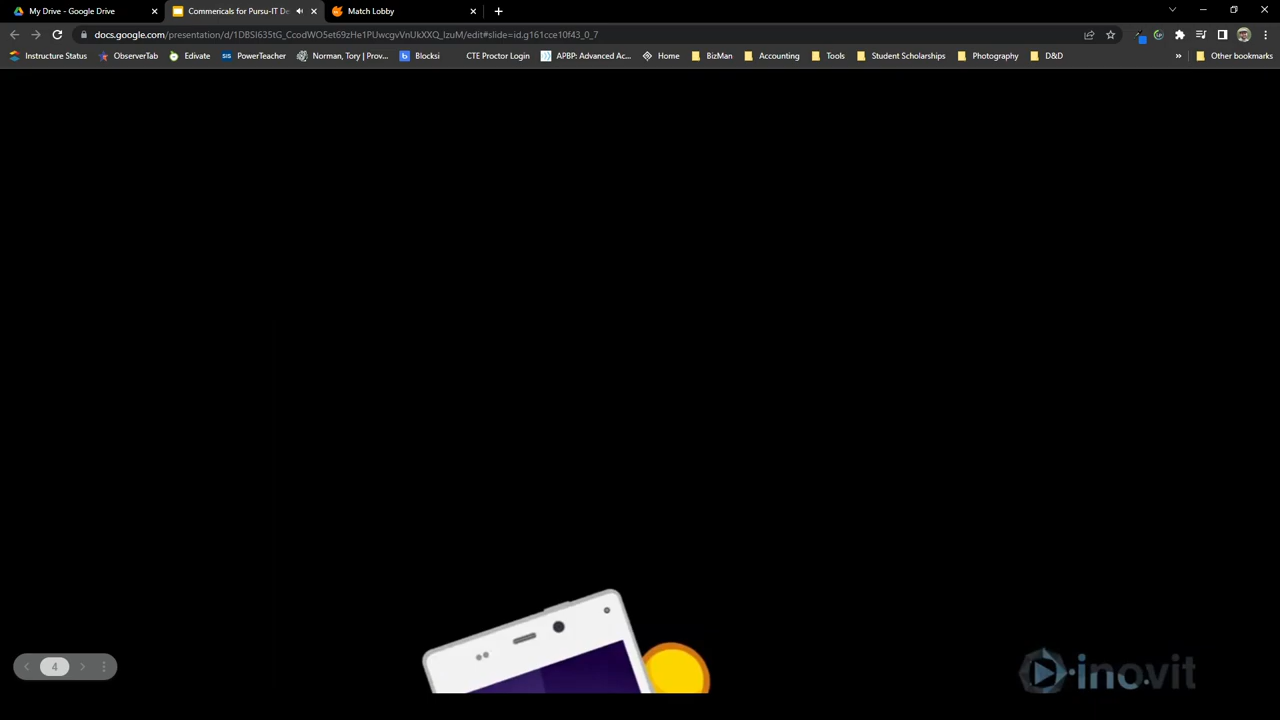 My Drive - Google Drive
Commericals for Pursu-IT De
Match Lobby
docs.google.com/presentation/d/1DBSI635tG_CcodWO5et69zHe1PUwcgvVnUkXXQ_IzuM/edit#slide=id.g161cce10f43_0_7
Instructure Status
ObserverTab
Edivate
SIS
PowerTeacher
Norman, Tory | Prov...
b
Blocksi
CTE Proctor Login
APBP: Advanced Ac...
Home
BizMan
Accounting
Tools
Student Scholarships
Photography
D&D
»
Other bookmarks
4
inovit